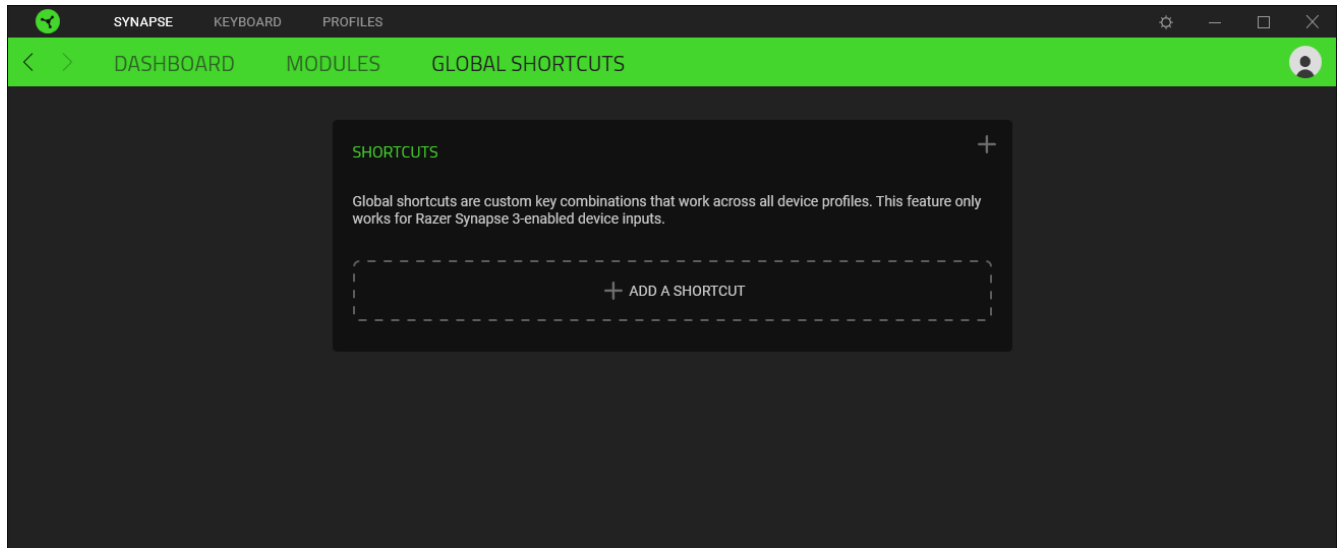 SYNAPSE KEYBOARD PROFILES
DASHBOARD MODULES GLOBAL SHORTCUTS
SHORTCUTS
Global shortcuts are custom key combinations that work across all device profiles. This feature only
works for Razer Synapse 3-enabled device inputs.
ADD A SHORTCUT